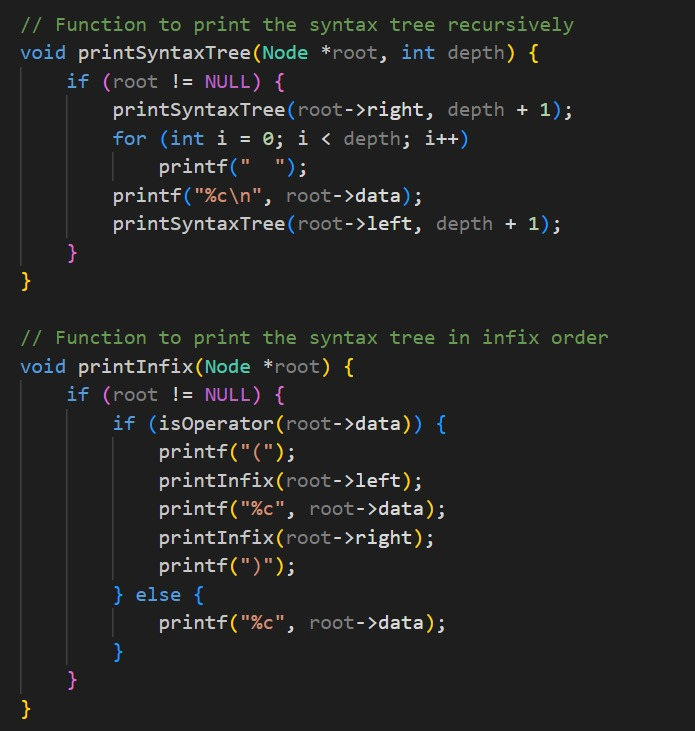 // Function to print the syntax tree recursively
void printSyntaxTree(Node *root, int depth) {
    if (root != NULL) {
        printSyntaxTree(root->right, depth + 1);
        for (int i = 0; i < depth; i++)
            printf("  ");
        printf("%c\n", root->data);
        printSyntaxTree(root->left, depth + 1);
    }
}

// Function to print the syntax tree in infix order
void printInfix(Node *root) {
    if (root != NULL) {
        if (isOperator(root->data)) {
            printf("(");
            printInfix(root->left);
            printf("%c", root->data);
            printInfix(root->right);
            printf(")");
        } else {
            printf("%c", root->data);
        }
    }
}